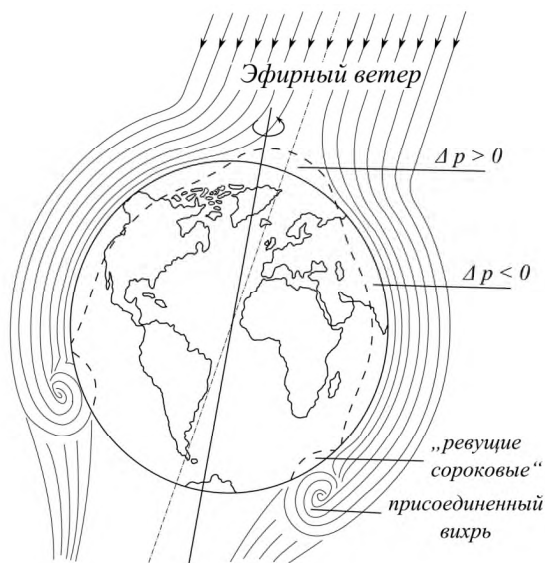 Эфирный ветер
Δ p > 0
Δ p < 0
„ревущие
сороковые“
присоединенный
вихрь